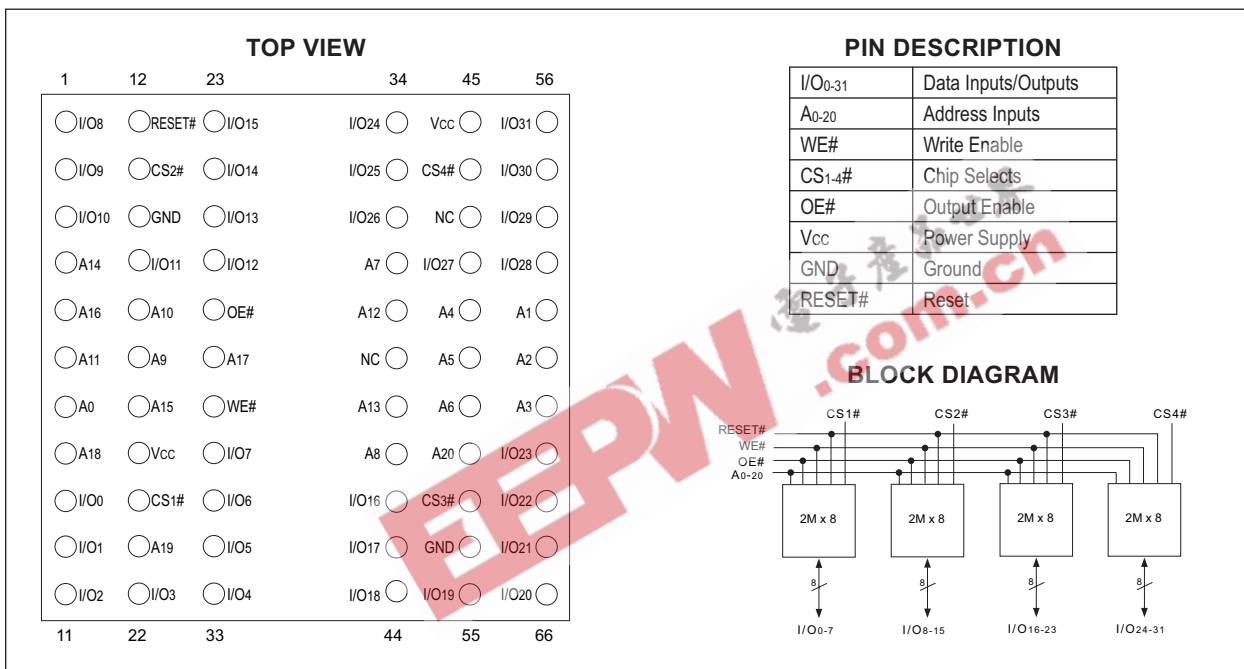 TOP VIEW
1 12 23 34 45 56
I/O8 RESET# I/O15 I/O24 Vcc I/O31
I/O9 CS2# I/O14 I/O25 CS4# I/O30
I/O10 GND I/O13 I/O26 NC I/O29
A14 I/O11 I/O12 A7 I/O27 I/O28
A16 A10 OE# A12 A4 A1
A11 A9 A17 NC A5 A2
A0 A15 WE# A13 A6 A3
A18 Vcc I/O7 A8 A20 I/O23
I/O0 CS1# I/O6 I/O16 CS3# I/O22
I/O1 A19 I/O5 I/O17 GND I/O21
I/O2 I/O3 I/O4 I/O18 I/O19 I/O20
11 22 33 44 55 66
PIN DESCRIPTION
I/O0-31 Data Inputs/Outputs
A0-20 Address Inputs
WE# Write Enable
CS1-4# Chip Selects
OE# Output Enable
Vcc Power Supply
GND Ground
RESET# Reset
BLOCK DIAGRAM
CS1# CS2# CS3# CS4#
RESET#
WE#
OE#
A0-20
2M x 8 2M x 8 2M x 8 2M x 8
8 8 8 8
I/O0-7 I/O8-15 I/O16-23 I/O24-31
EEPW.com.cn
电子产品世界